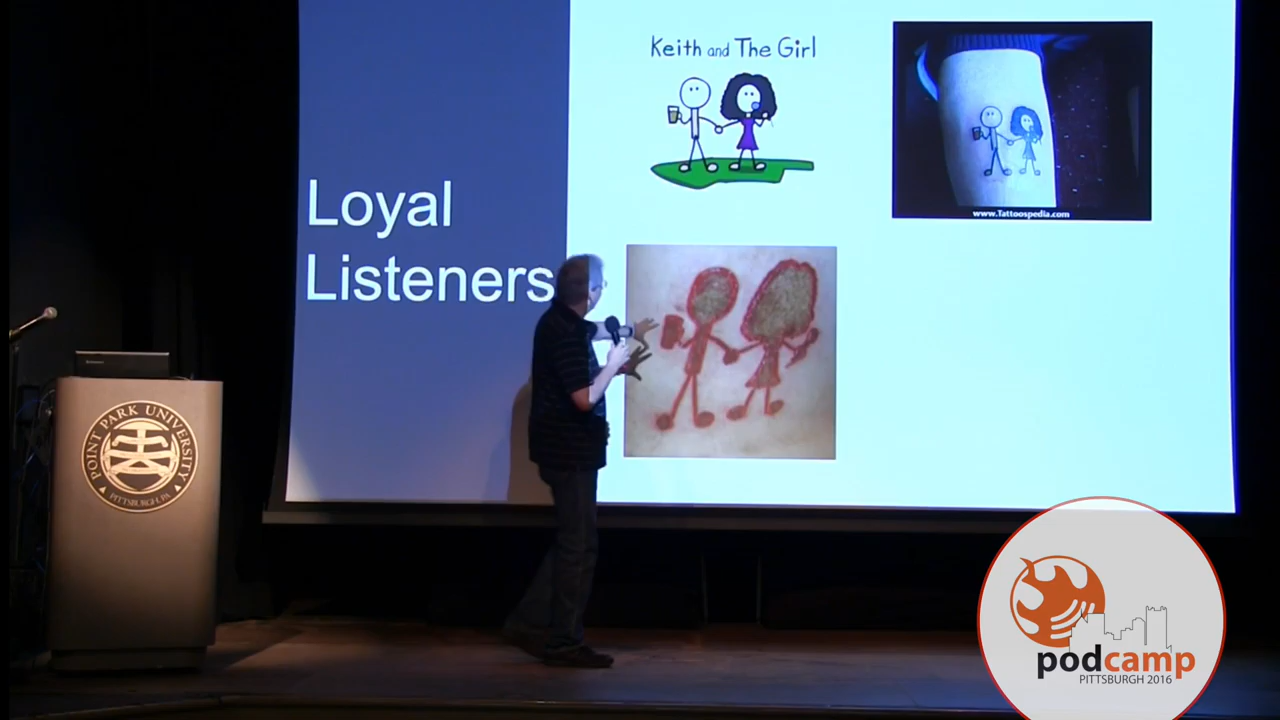 Keith and The Girl
www.Tattoospedia.com
Loyal
Listeners
POINT PARK UNIVERSITY
PITTSBURGH, PA
podcamp
PITTSBURGH 2016